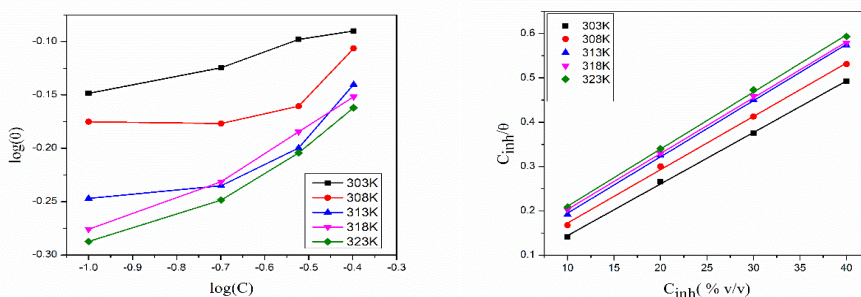 -0.10
-0.15
-0.20
-0.25
-0.30
log(θ)
-1.0
-0.9
-0.8
-0.7
-0.6
-0.5
-0.4
-0.3
log(C)
303K
308K
313K
318K
323K
0.6
0.5
0.4
0.3
0.2
0.1
Cinh/θ
10
15
20
25
30
35
40
Cinh( % v/v)
303K
308K
313K
318K
323K